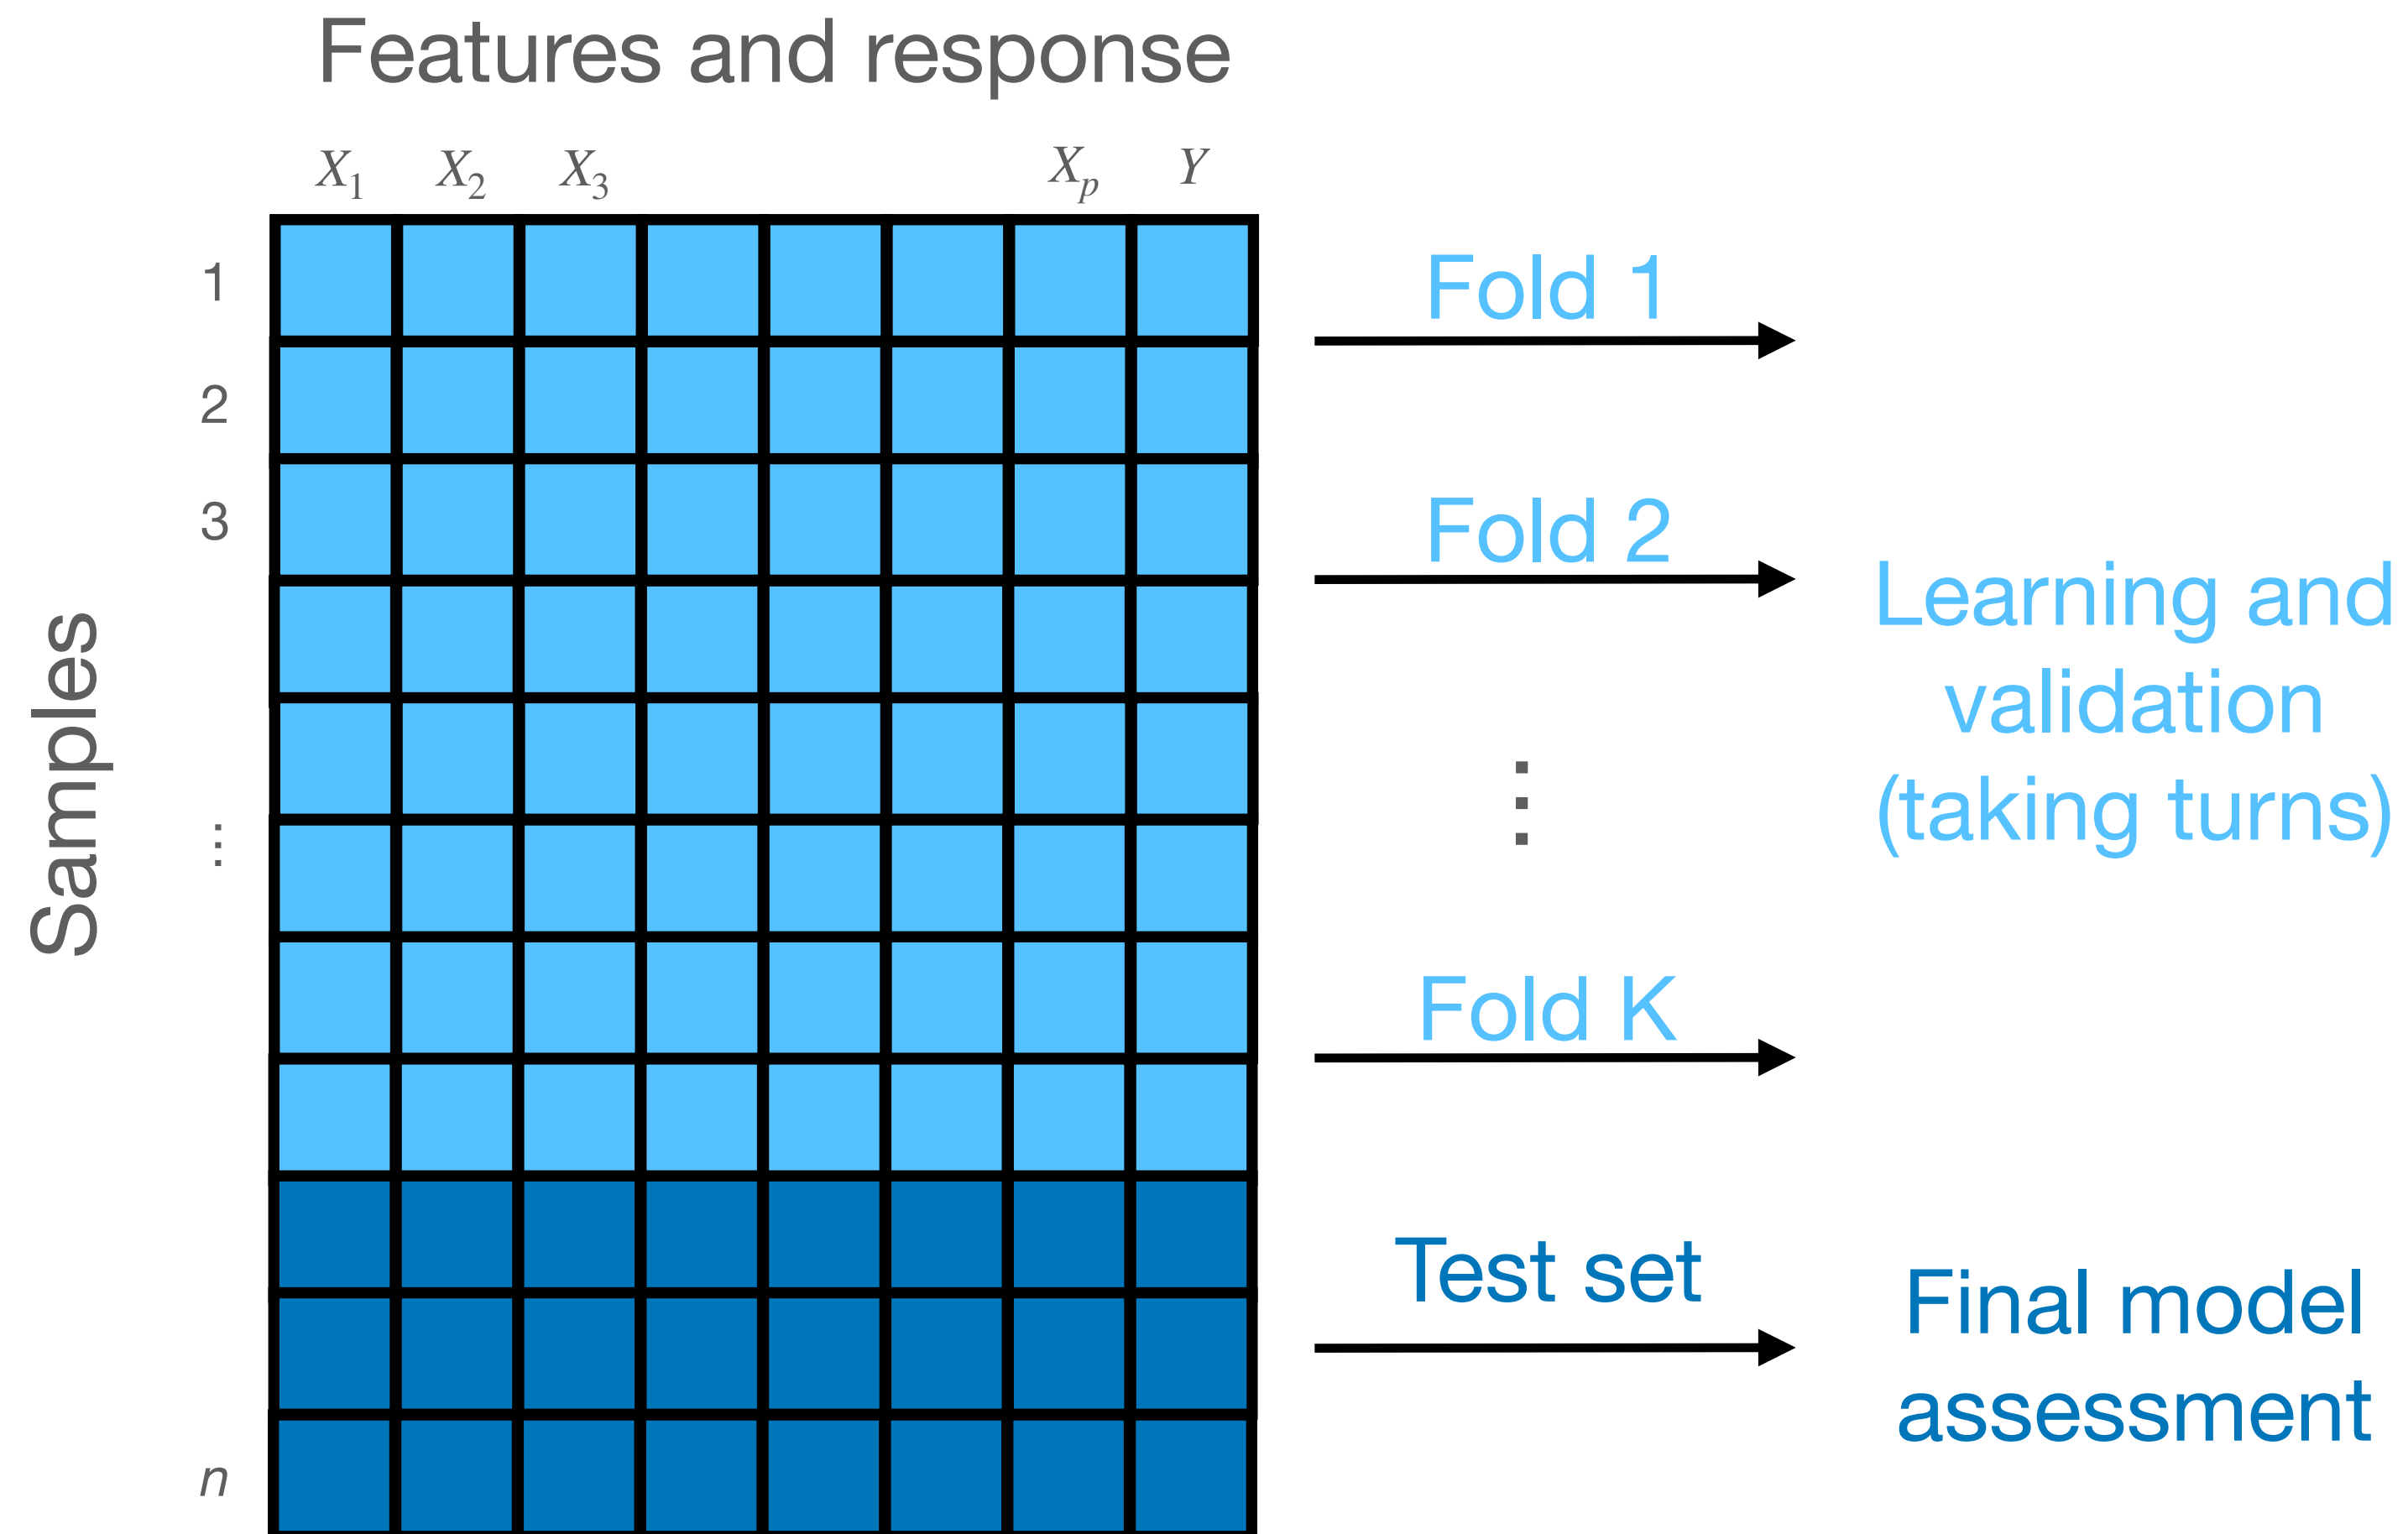 Features and response
X1 X2 X3 Xp Y
1
2
3
⋮
n
Samples
Fold 1
Fold 2
⋮
Fold K
Learning and
validation
(taking turns)
Test set
Final model
assessment